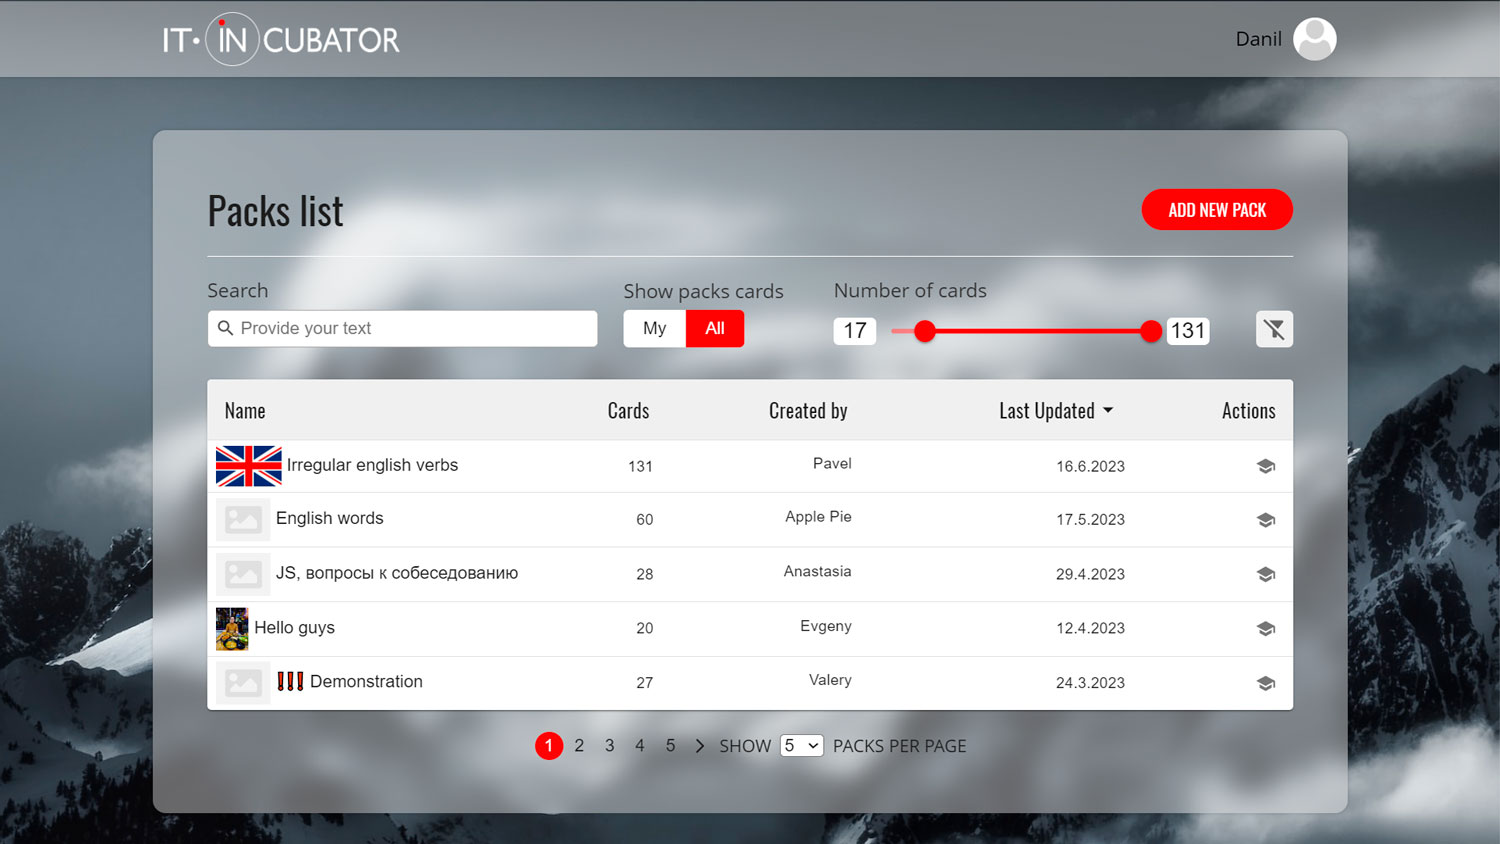 IT· IN CUBATOR
Danil
Packs list
ADD NEW PACK
Search
Show packs cards
Number of cards
Provide your text
My
All
17
131
Name
Cards
Created by
Last Updated
Actions
Irregular english verbs
131
Pavel
16.6.2023
English words
60
Apple Pie
17.5.2023
JS, вопросы к собеседованию
28
Anastasia
29.4.2023
Hello guys
20
Evgeny
12.4.2023
❗❗❗ Demonstration
27
Valery
24.3.2023
1 2 3 4 5 > SHOW 5 PACKS PER PAGE